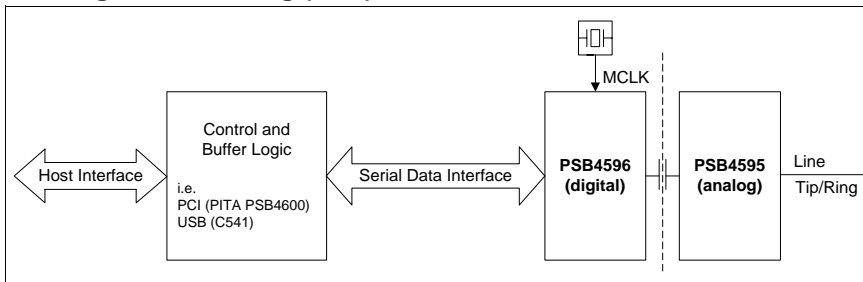 MCLK
Control and
Buffer Logic
i.e.
PCI (PITA PSB4600)
USB (C541)
Host Interface
Serial Data Interface
PSB4596
(digital)
PSB4595
(analog)
Line
Tip/Ring